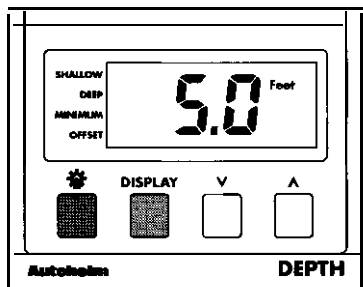 SHALLOW
DEEP
MINIMUM
OFFSET
5.0 Feet
DISPLAY V Λ
Autohelm DEPTH